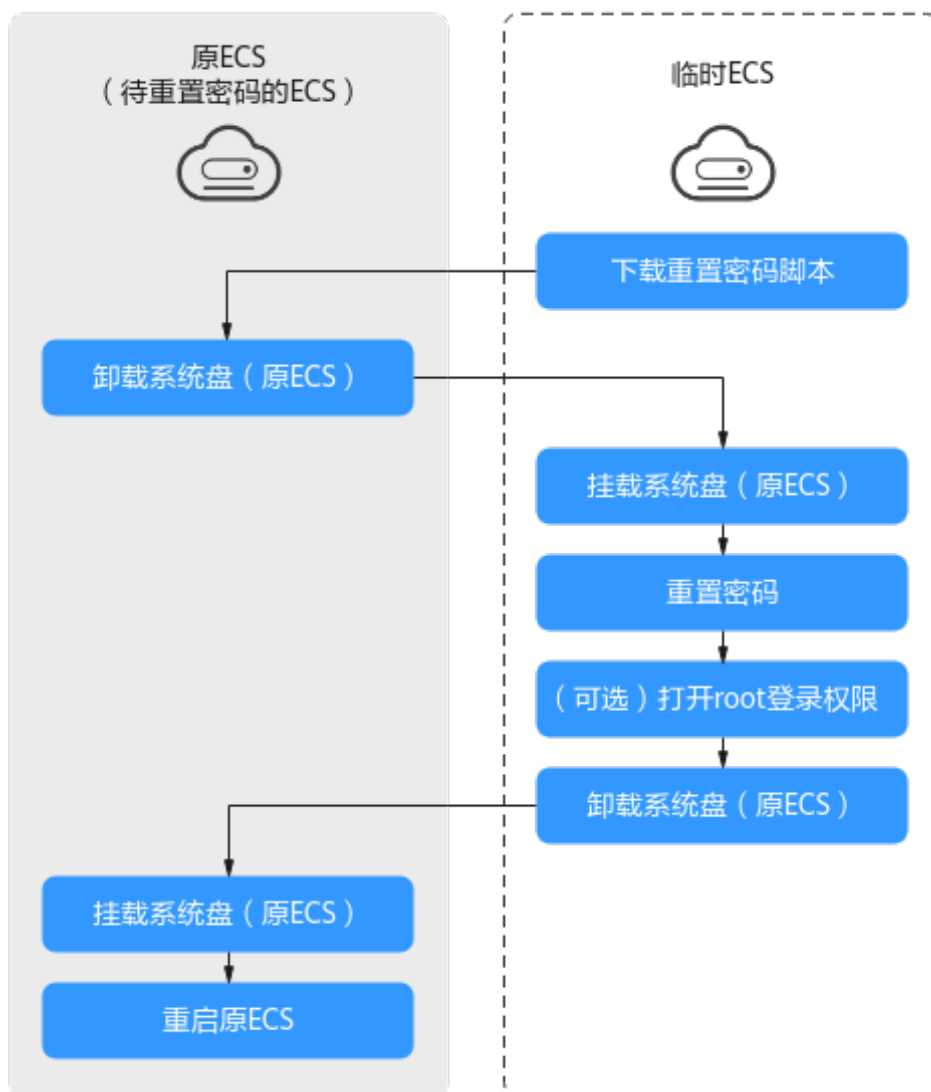 原ECS
（待重置密码的ECS）
临时ECS
下载重置密码脚本
卸载系统盘（原ECS）
挂载系统盘（原ECS）
重置密码
（可选）打开root登录权限
卸载系统盘（原ECS）
挂载系统盘（原ECS）
重启原ECS